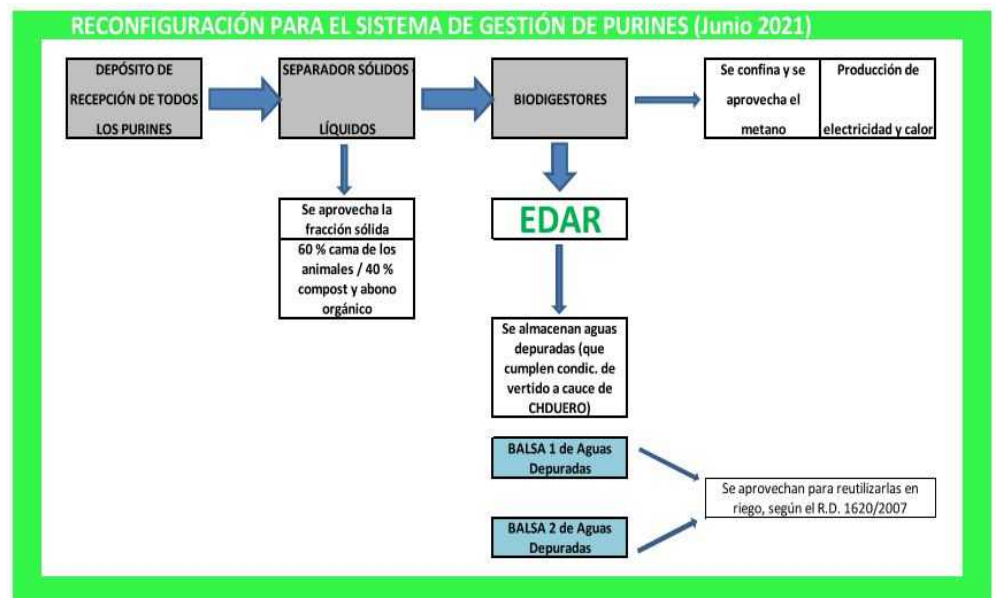 RECONFIGURACIÓN PARA EL SISTEMA DE GESTIÓN DE PURINES (Junio 2021)
DEPÓSITO DE
RECEPCIÓN DE TODOS
LOS PURINES
SEPARADOR SÓLIDOS
LÍQUIDOS
BIODIGESTORES
Se confina y se
aprovecha el
metano
Producción de
electricidad y calor
Se aprovecha la
fracción sólida
60 % cama de los
animales / 40 %
compost y abono
orgánico
EDAR
Se almacenan aguas
depuradas (que
cumplen condic. de
vertido a cauce de
CHDUERO)
BALSA 1 de Aguas
Depuradas
BALSA 2 de Aguas
Depuradas
Se aprovechan para reutilizarlas en
riego, según el R.D. 1620/2007